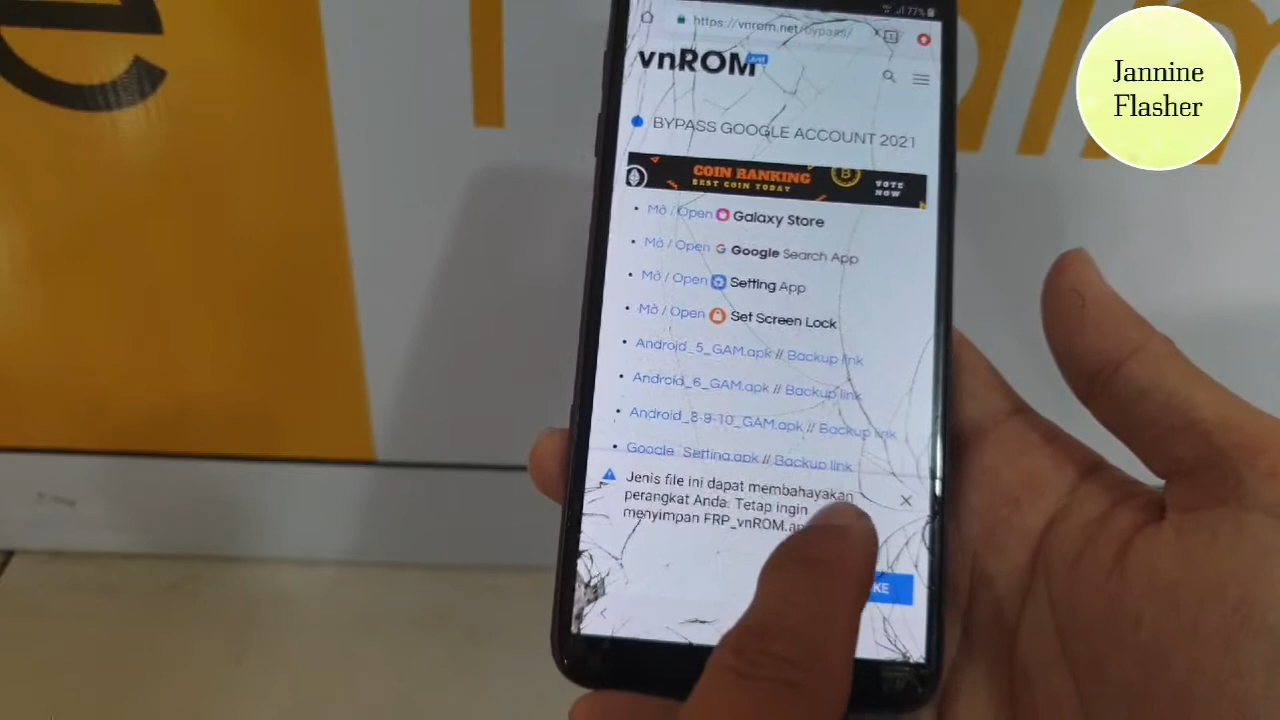 Jannine
Flasher
77%
https://vnrom.net/bypass/
vnROM
BYPASS GOOGLE ACCOUNT 2021
COIN RANKING
BEST COIN TODAY
VOTE
NOW
Mở / Open Galaxy Store
Mở / Open Google Search App
Mở / Open Setting App
Mở / Open Set Screen Lock
Android_5_GAM.apk // Backup link
Android_6_GAM.apk // Backup link
Android_8-9-10_GAM.apk // Backup link
Google_Setting.apk // Backup link
Jenis file ini dapat membahayakan
perangkat Anda. Tetap ingin
menyimpan FRP_vnROM.ap
KE